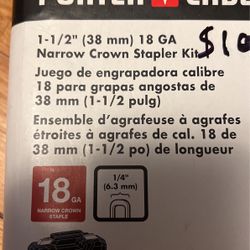 PORTER CABLE
1-1/2" (38 mm) 18 GA
Narrow Crown Stapler Kit
$10
Juego de engrapadora calibre
18 para grapas angostas de
38 mm (1-1/2 pulg)
Ensemble d'agrafeuse à agrafes
étroites à agrafes de cal. 18 de
38 mm (1-1/2 po) de longueur
18
GA
NARROW CROWN
STAPLE
1/4"
(6.3 mm)